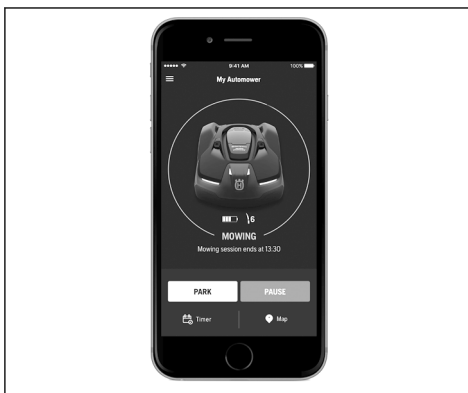 9:41 AM
100%
My Automower
6
MOWING
Mowing session ends at 13:30
PARK
PAUSE
Timer
Map